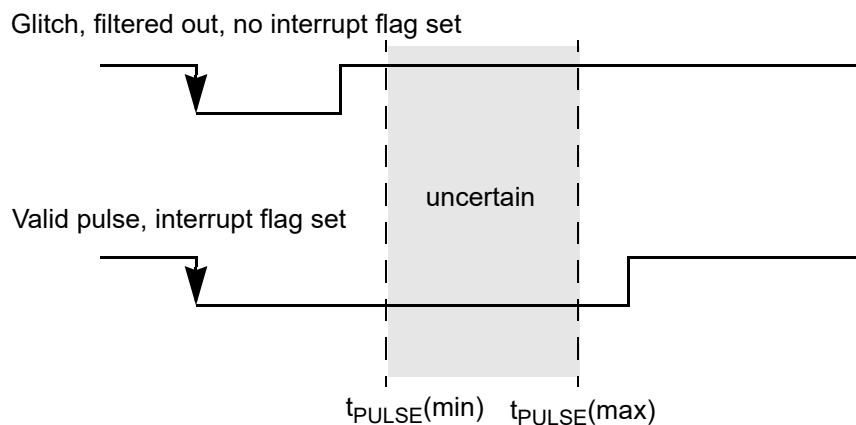 Glitch, filtered out, no interrupt flag set
uncertain
Valid pulse, interrupt flag set
tPULSE(min) tPULSE(max)